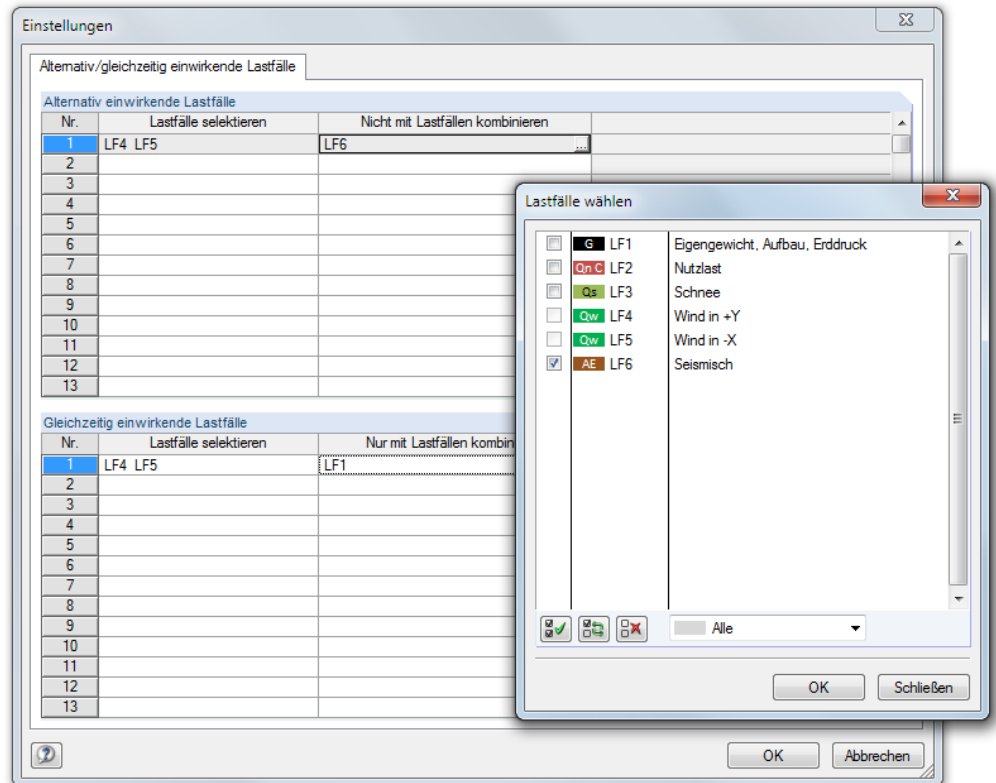 Einstellungen
Alternativ/gleichzeitig einwirkende Lastfälle
Alternativ einwirkende Lastfälle
Nr. Lastfälle selektieren Nicht mit Lastfällen kombinieren
1 LF4 LF5 LF6 ...
2
3
4
5
6
7
8
9
10
11
12
13
Gleichzeitig einwirkende Lastfälle
Nr. Lastfälle selektieren Nur mit Lastfällen kombin
1 LF4 LF5 LF1
2
3
4
5
6
7
8
9
10
11
12
13
OK Abbrechen
Lastfälle wählen
G LF1 Eigengewicht, Aufbau, Erddruck
Qn C LF2 Nutzlast
Qs LF3 Schnee
Qw LF4 Wind in +Y
Qw LF5 Wind in -X
AE LF6 Seismisch
Alle
OK Schließen